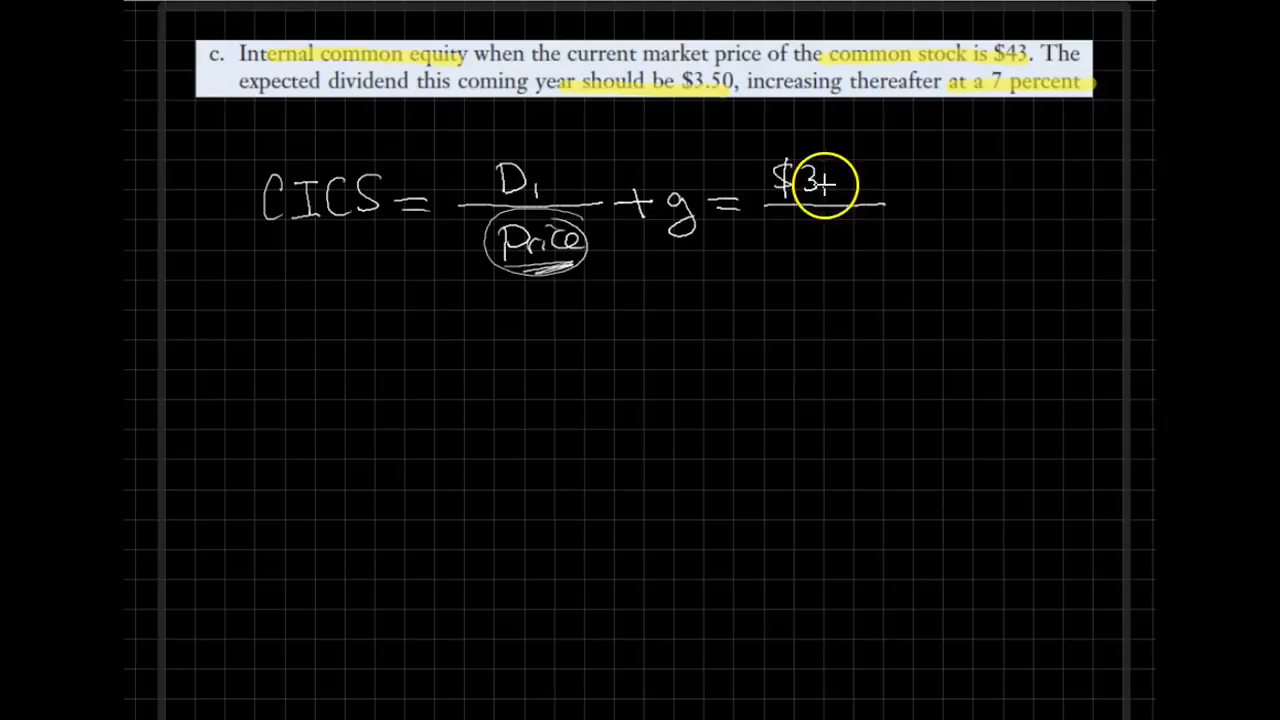 c. Internal common equity when the current market price of the common stock is $43. The
expected dividend this coming year should be $3.50, increasing thereafter at a 7 percent
CICS = D₁ / Price + g = $3